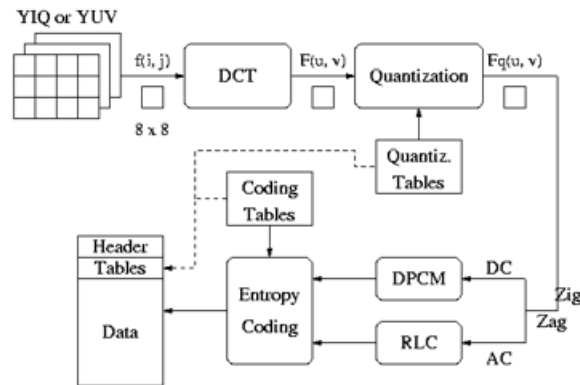 YIQ or YUV
f(i, j)
DCT
F(u, v)
Quantization
Fq(u, v)
8 x 8
Quantiz.
Tables
Coding
Tables
Header
Tables
Data
Entropy
Coding
DPCM
DC
Zig
Zag
RLC
AC